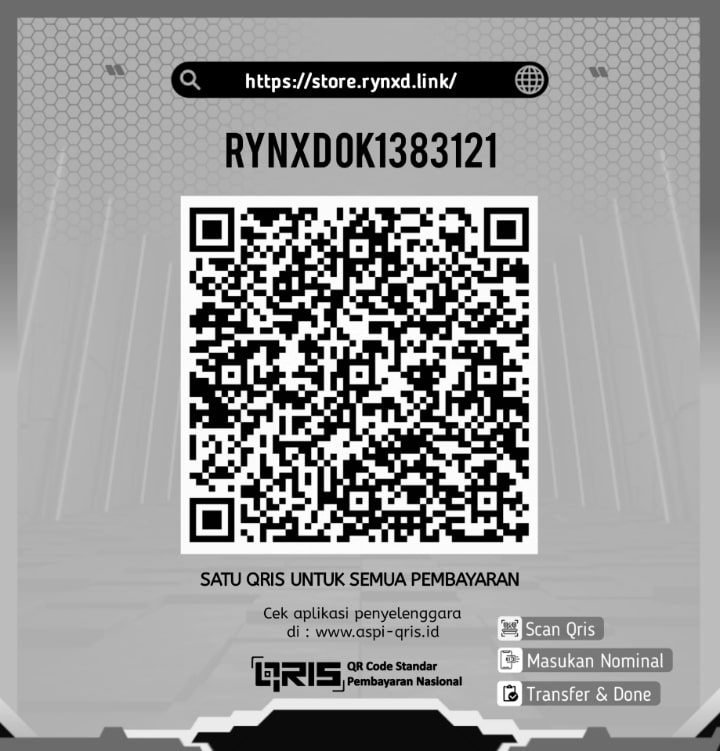 https://store.rynxd.link/
RYNXDOK1383121
SATU QRIS UNTUK SEMUA PEMBAYARAN
Cek aplikasi penyelenggara
di : www.aspi-qris.id
QRIS QR Code Standar
Pembayaran Nasional
Scan Qris
Masukan Nominal
Transfer & Done